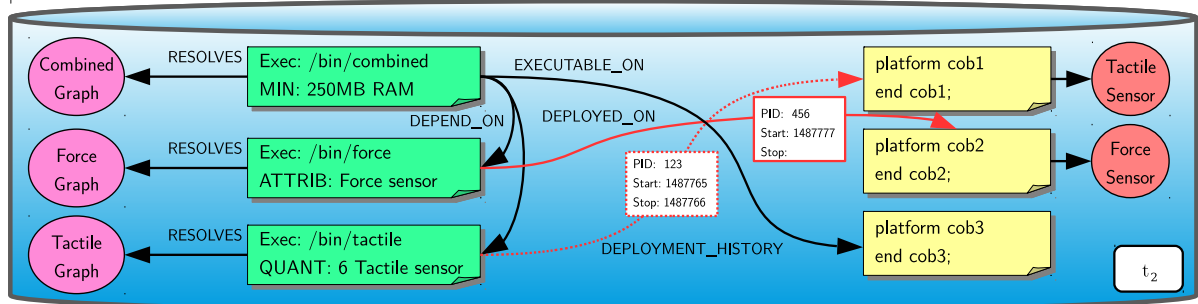 Combined
Graph
RESOLVES
Exec: /bin/combined
MIN: 250MB RAM
EXECUTABLE_ON
platform cob1
end cob1;
Tactile
Sensor
DEPEND_ON
DEPLOYED_ON
PID: 456
Start: 1487777
Stop:
Force
Graph
RESOLVES
Exec: /bin/force
ATTRIB: Force sensor
PID: 123
Start: 1487765
Stop: 1487766
platform cob2
end cob2;
Force
Sensor
Tactile
Graph
RESOLVES
Exec: /bin/tactile
QUANT: 6 Tactile sensor
DEPLOYMENT_HISTORY
platform cob3
end cob3;
t₂